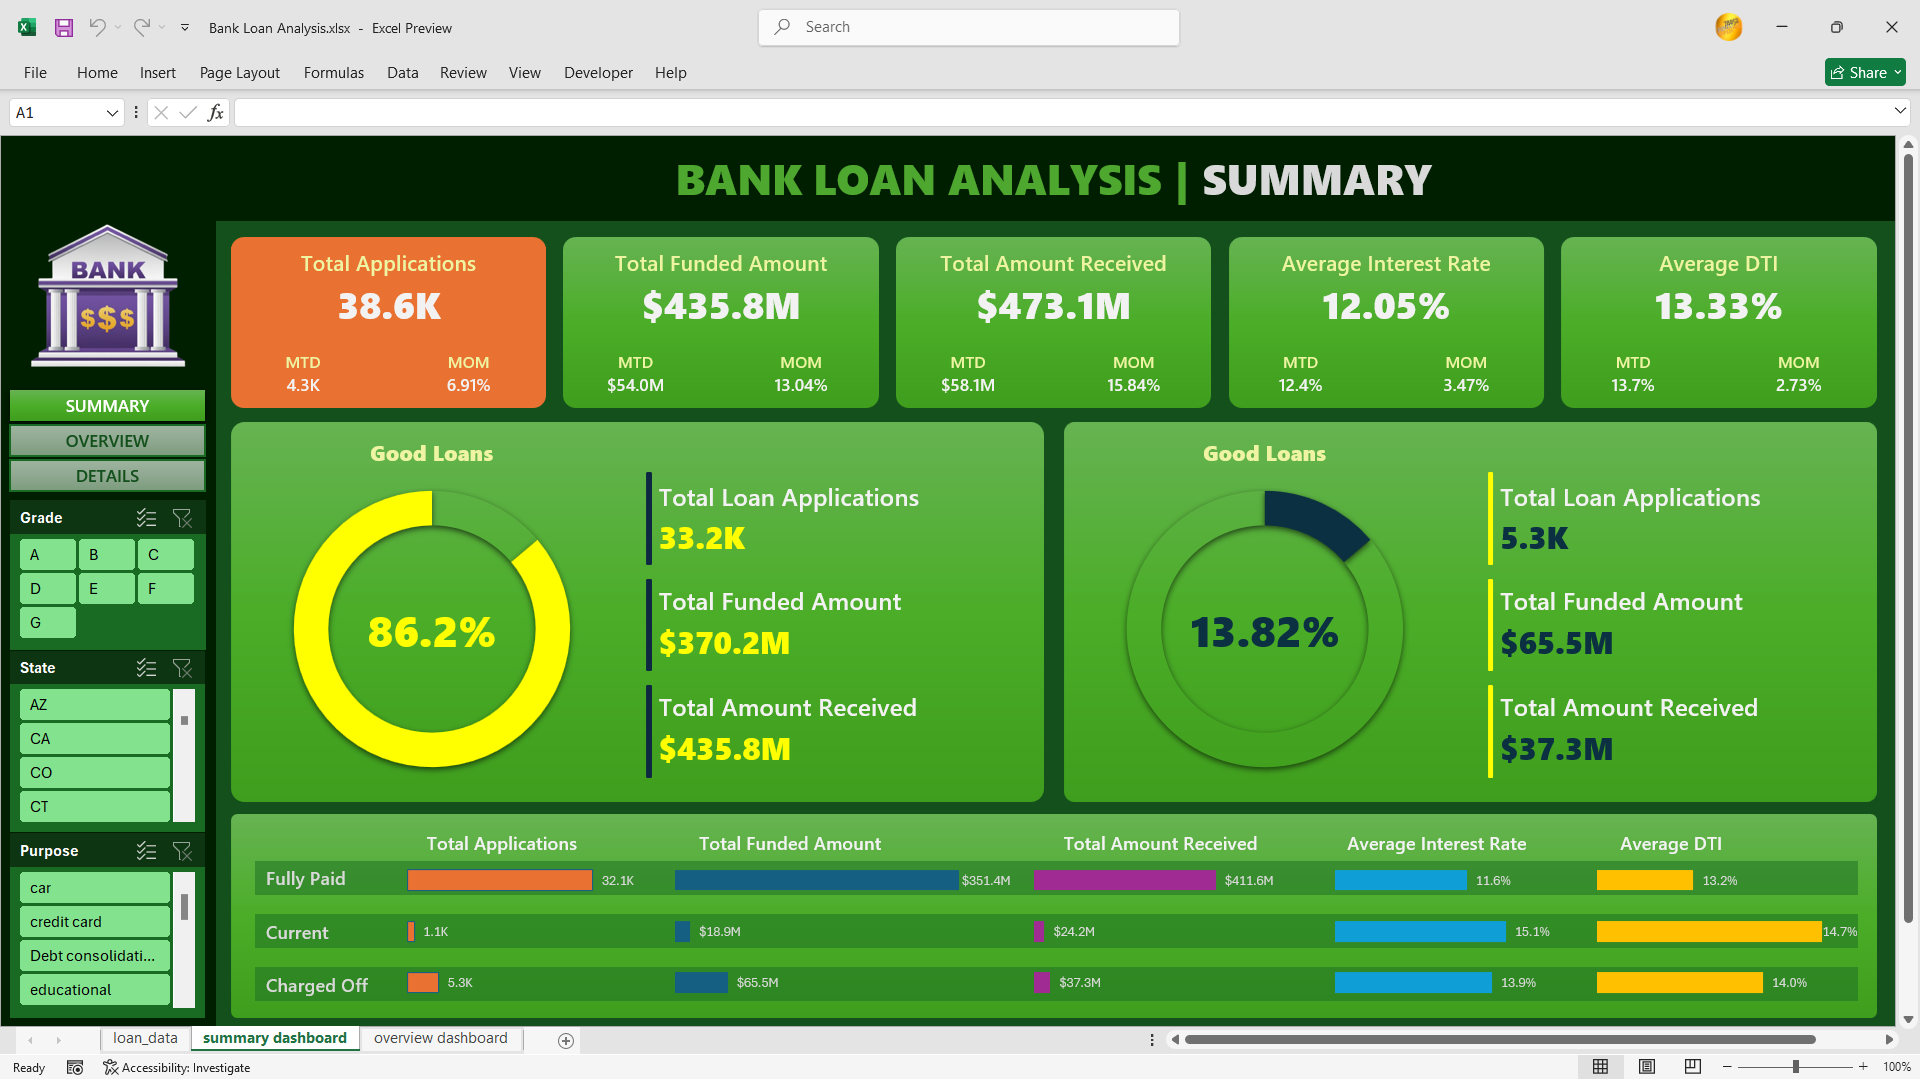 Bank Loan Analysis.xlsx - Excel Preview
Search
File Home Insert Page Layout Formulas Data Review View Developer Help
Share
A1
fx
BANK LOAN ANALYSIS | SUMMARY
BANK
$$$
SUMMARY
OVERVIEW
DETAILS
Grade
A B C
D E F
G
State
AZ
CA
CO
CT
Purpose
car
credit card
Debt consolidati...
educational
Total Applications
38.6K
MTD MOM
4.3K 6.91%
Total Funded Amount
$435.8M
MTD MOM
$54.0M 13.04%
Total Amount Received
$473.1M
MTD MOM
$58.1M 15.84%
Average Interest Rate
12.05%
MTD MOM
12.4% 3.47%
Average DTI
13.33%
MTD MOM
13.7% 2.73%
Good Loans
86.2%
Total Loan Applications
33.2K
Total Funded Amount
$370.2M
Total Amount Received
$435.8M
Good Loans
13.82%
Total Loan Applications
5.3K
Total Funded Amount
$65.5M
Total Amount Received
$37.3M
Total Applications Total Funded Amount Total Amount Received Average Interest Rate Average DTI
Fully Paid 32.1K $351.4M $411.6M 11.6% 13.2%
Current 1.1K $18.9M $24.2M 15.1% 14.7%
Charged Off 5.3K $65.5M $37.3M 13.9% 14.0%
loan_data summary dashboard overview dashboard
Ready Accessibility: Investigate 100%